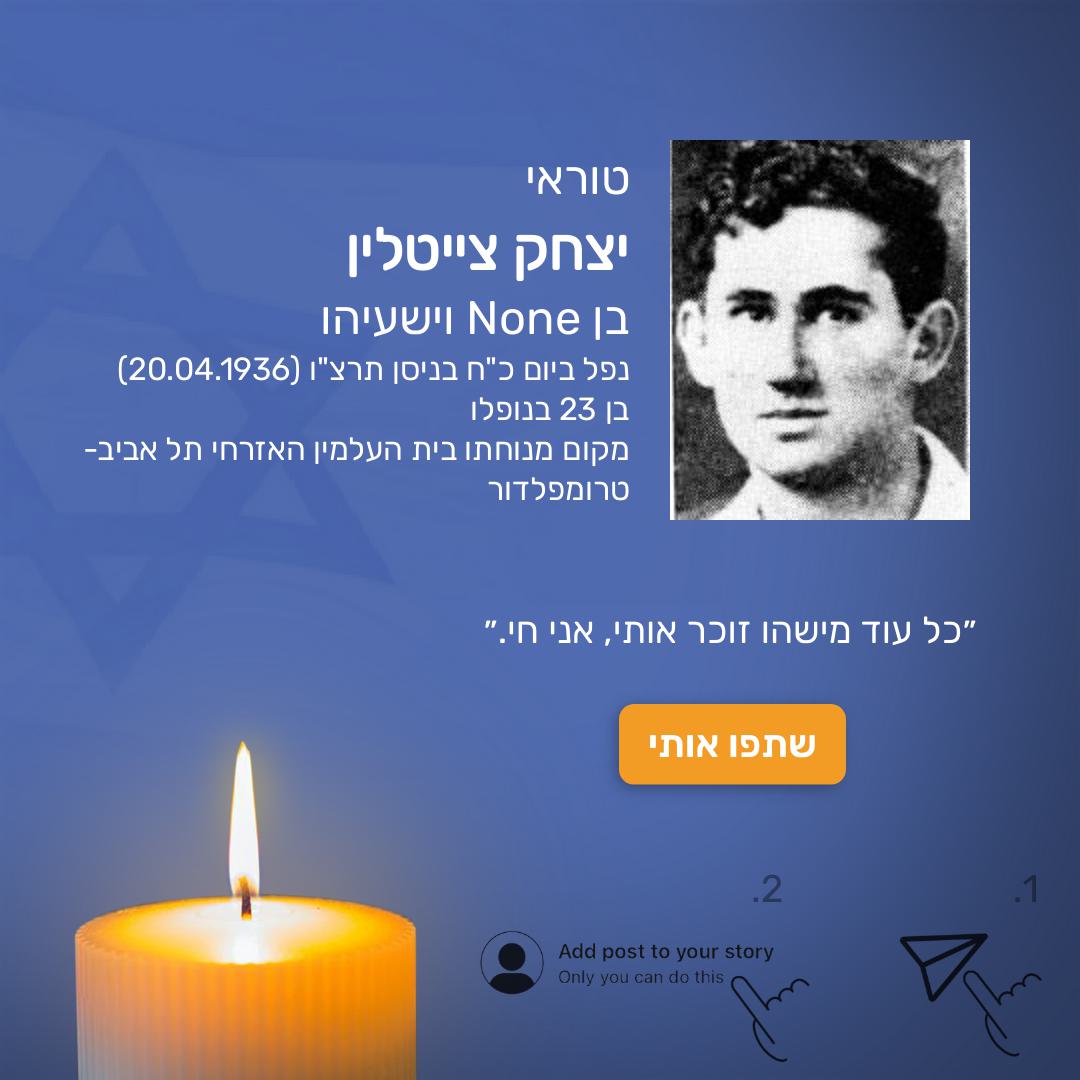 טוראי
יצחק צייטלין
בן None וישעיהו
נפל ביום כ"ח בניסן תרצ"ו (20.04.1936)
בן 23 בנופלו
מקום מנוחתו בית העלמין האזרחי תל אביב-
טרומפלדור
״כל עוד מישהו זוכר אותי, אני חי.״
שתפו אותי
.1
.2
Add post to your story
Only you can do this